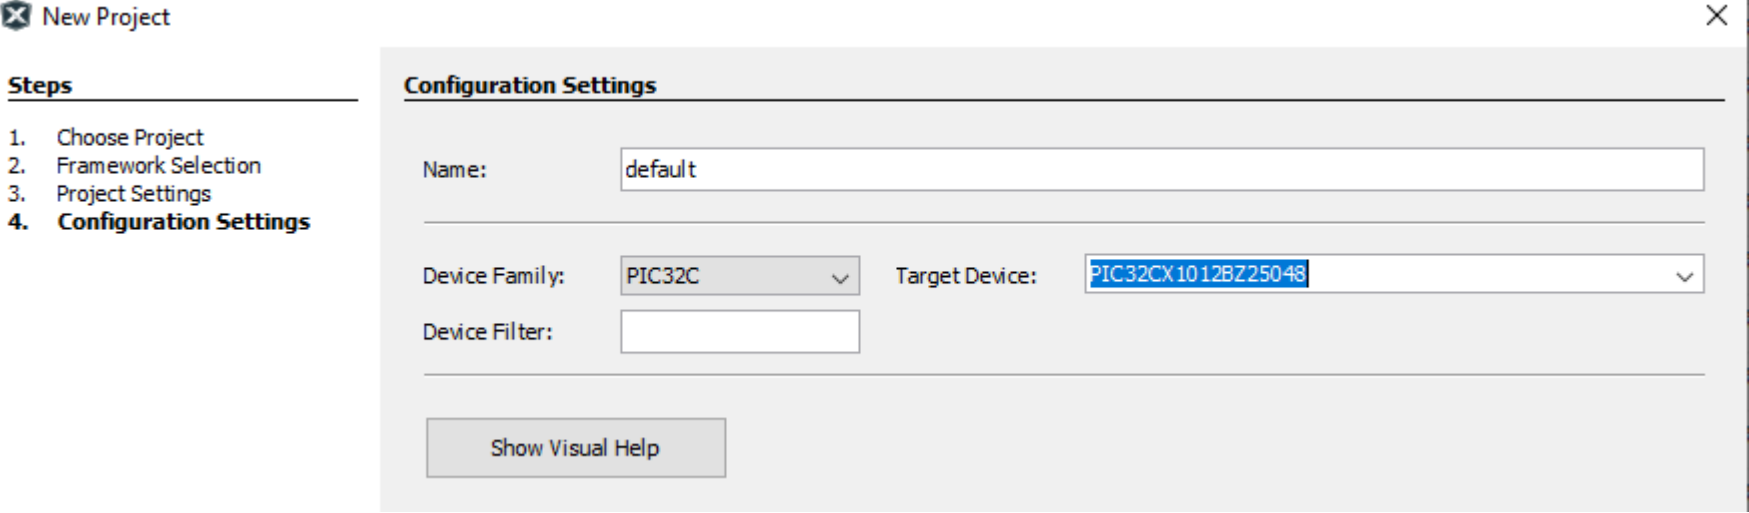 New Project
Steps
1. Choose Project
2. Framework Selection
3. Project Settings
4. Configuration Settings
Configuration Settings
Name: default
Device Family: PIC32C Target Device: PIC32CX1012BZ25048
Device Filter:
Show Visual Help